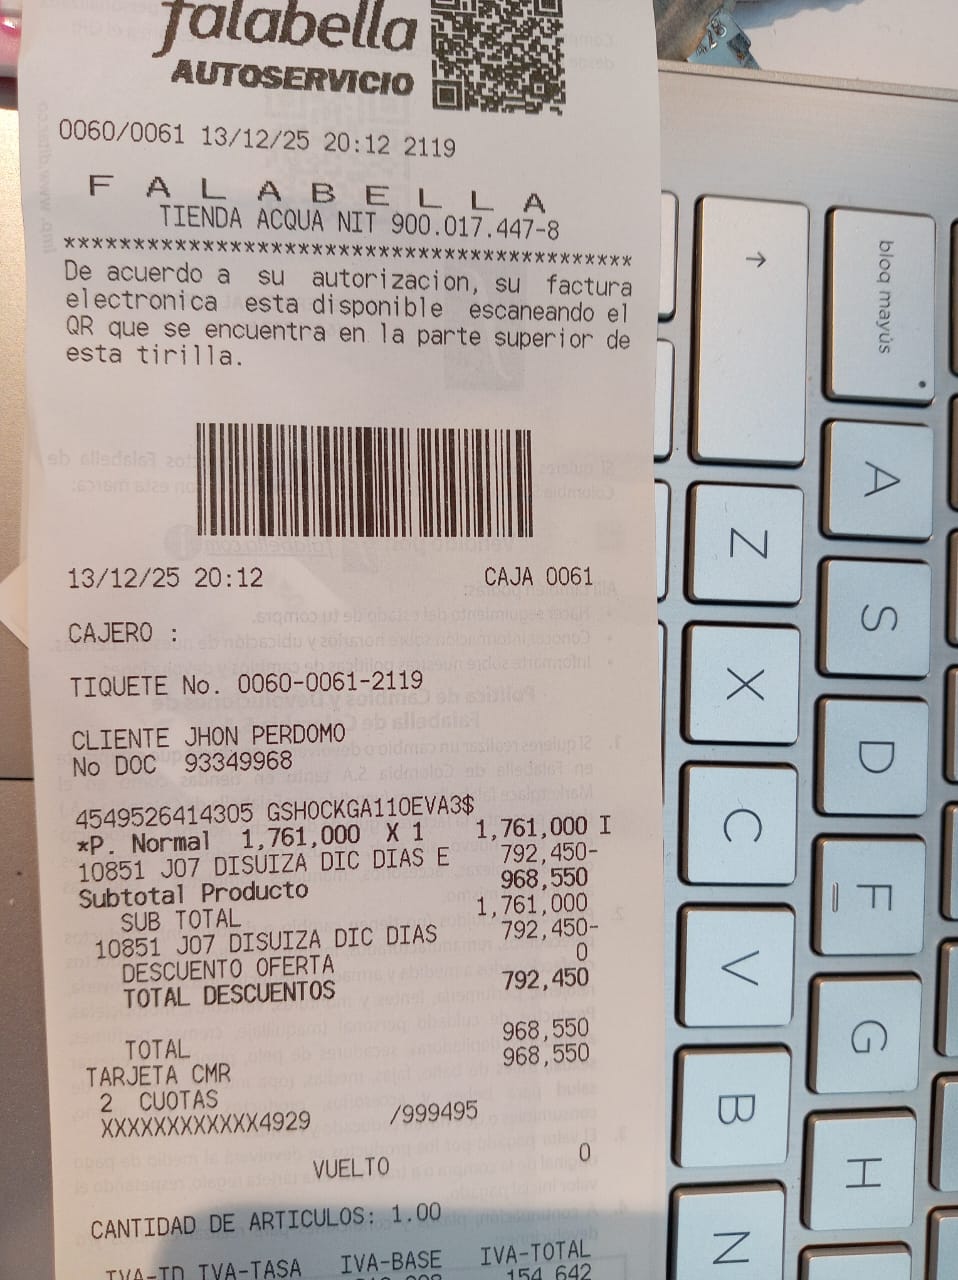 falabella
AUTOSERVICIO
0060/0061 13/12/25 20:12 2119
F A L A B E L L A
TIENDA ACQUA NIT 900.017.447-8
*****************************************
De acuerdo a su autorizacion, su factura
electronica esta disponible escaneando el
QR que se encuentra en la parte superior de
esta tirilla.
13/12/25 20:12 CAJA 0061
CAJERO :
TIQUETE No. 0060-0061-2119
CLIENTE JHON PERDOMO
No DOC 93349968
4549526414305 GSHOCKGA110EVA3$
*P. Normal 1,761,000 X 1 1,761,000 I
10851 J07 DISUIZA DIC DIAS E 792,450-
Subtotal Producto 968,550
SUB TOTAL 1,761,000
10851 J07 DISUIZA DIC DIAS 792,450-
DESCUENTO OFERTA 0
TOTAL DESCUENTOS 792,450
TOTAL 968,550
TARJETA CMR 968,550
2 CUOTAS
XXXXXXXXXXXX4929 /999495
VUELTO 0
CANTIDAD DE ARTICULOS: 1.00
IVA-ID IVA-TASA IVA-BASE IVA-TOTAL
154,642
bloq mayús
A
Z
S
X
D
C
F
V
G
B
H
N